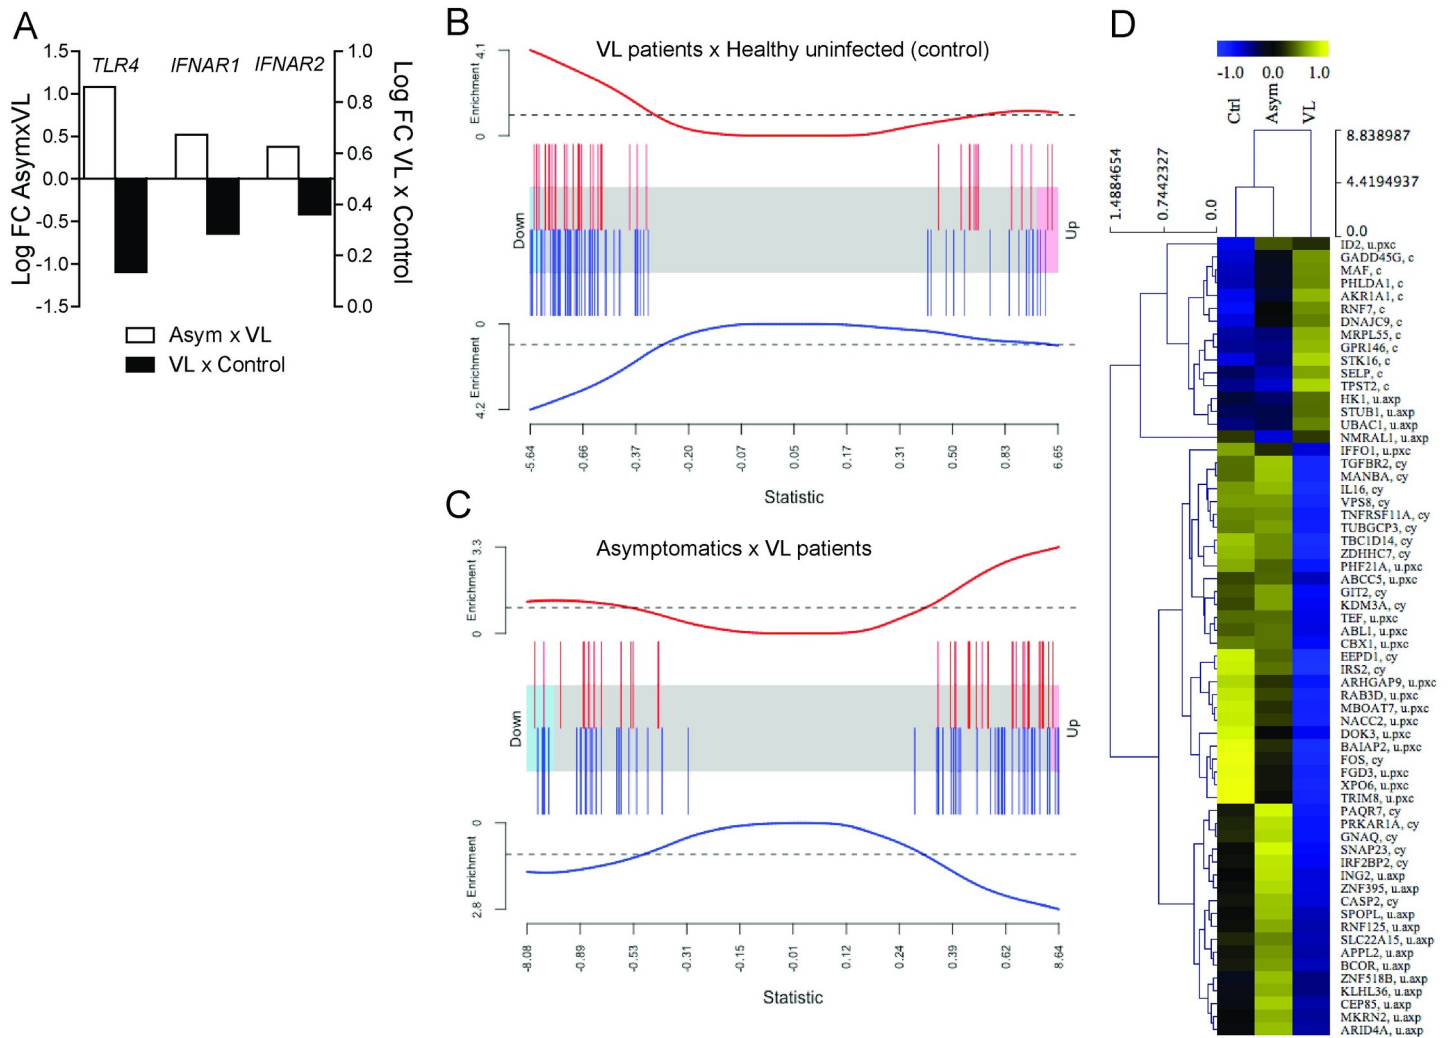 A
TLR4 IFNAR1 IFNAR2
1.5
1.0
0.5
0.0
-0.5
-1.0
-1.5
Log FC AsymxVL
1.0
0.8
0.6
0.4
0.2
0.0
Log FC VL x Control
Asym x VL
VL x Control
B
VL patients x Healthy uninfected (control)
4.1
Enrichment
0
Down
Up
0
Enrichment
4.2
-5.64 -0.66 -0.37 -0.20 -0.07 0.05 0.17 0.31 0.50 0.83 6.65
Statistic
C
Asymptomatics x VL patients
3.3
Enrichment
0
Down
Up
0
Enrichment
2.8
-8.08 -0.89 -0.53 -0.31 -0.15 -0.01 0.12 0.24 0.39 0.62 8.64
Statistic
D
-1.0 0.0 1.0
Ctrl Asym VL
8.838987
4.4194937
0.0
1.4884654 0.7442327 0.0
ID2, u.pxc
GADD45G, c
MAF, c
PHLDA1, c
AKR1A1, c
RNF7, c
DNAJC9, c
MRPL55, c
GPR146, c
STK16, c
SELP, c
TPST2, c
HK1, u.axp
STUB1, u.axp
UBAC1, u.axp
NMRAL1, u.axp
IFFO1, u.pxc
TGFBR2, cy
MANBA, cy
IL16, cy
VPS8, cy
TNFRSF11A, cy
TUBGCP3, cy
TBC1D14, cy
ZDHHC7, cy
PHF21A, u.pxc
ABCC5, u.pxc
GIT2, cy
KDM3A, cy
TEF, u.pxc
ABL1, u.pxc
CBX1, u.pxc
EEPD1, cy
IRS2, cy
ARHGAP9, u.pxc
RAB3D, u.pxc
MBOAT7, u.pxc
NACC2, u.pxc
DOK3, u.pxc
BAIAP2, u.pxc
FOS, cy
FGD3, u.pxc
XPO6, u.pxc
TRIM8, u.pxc
PAQR7, cy
PRKAR1A, cy
GNAQ, cy
SNAP23, cy
IRF2BP2, cy
ING2, u.axp
ZNF395, u.axp
CASP2, cy
SPOPL, u.axp
RNF125, u.axp
SLC22A15, u.axp
APPL2, u.axp
BCOR, u.axp
ZNF518B, u.axp
KLHL36, u.axp
CEP85, u.axp
MKRN2, u.axp
ARID4A, u.axp